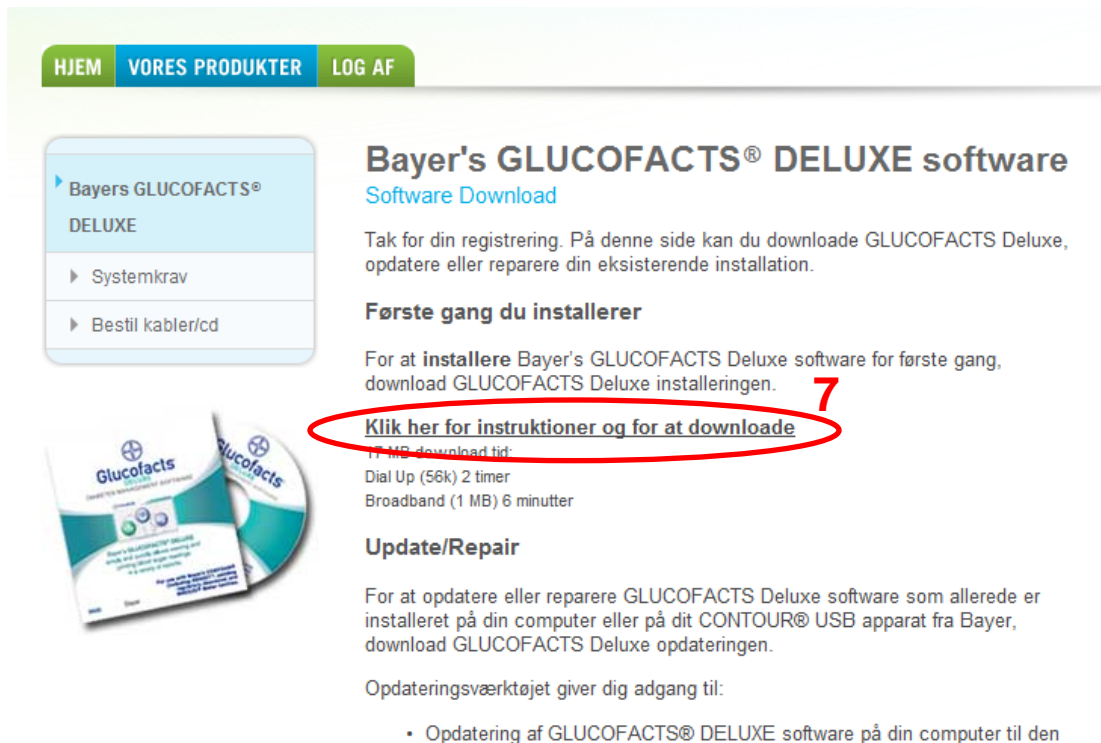 HJEM VORES PRODUKTER LOG AF
Bayers GLUCOFACTS®
DELUXE
Systemkrav
Bestil kabler/cd
Glucofacts
DELUXE
Glucofacts
Bayer's GLUCOFACTS® DELUXE software
Software Download
Tak for din registrering. På denne side kan du downloade GLUCOFACTS Deluxe,
opdatere eller reparere din eksisterende installation.
Første gang du installerer
For at installere Bayer's GLUCOFACTS Deluxe software for første gang,
download GLUCOFACTS Deluxe installeringen.
7
Klik her for instruktioner og for at downloade
17 MB download tid:
Dial Up (56k) 2 timer
Broadband (1 MB) 6 minutter
Update/Repair
For at opdatere eller reparere GLUCOFACTS Deluxe software som allerede er
installeret på din computer eller på dit CONTOUR® USB apparat fra Bayer,
download GLUCOFACTS Deluxe opdateringen.
Opdateringsværktøjet giver dig adgang til:
• Opdatering af GLUCOFACTS® DELUXE software på din computer til den